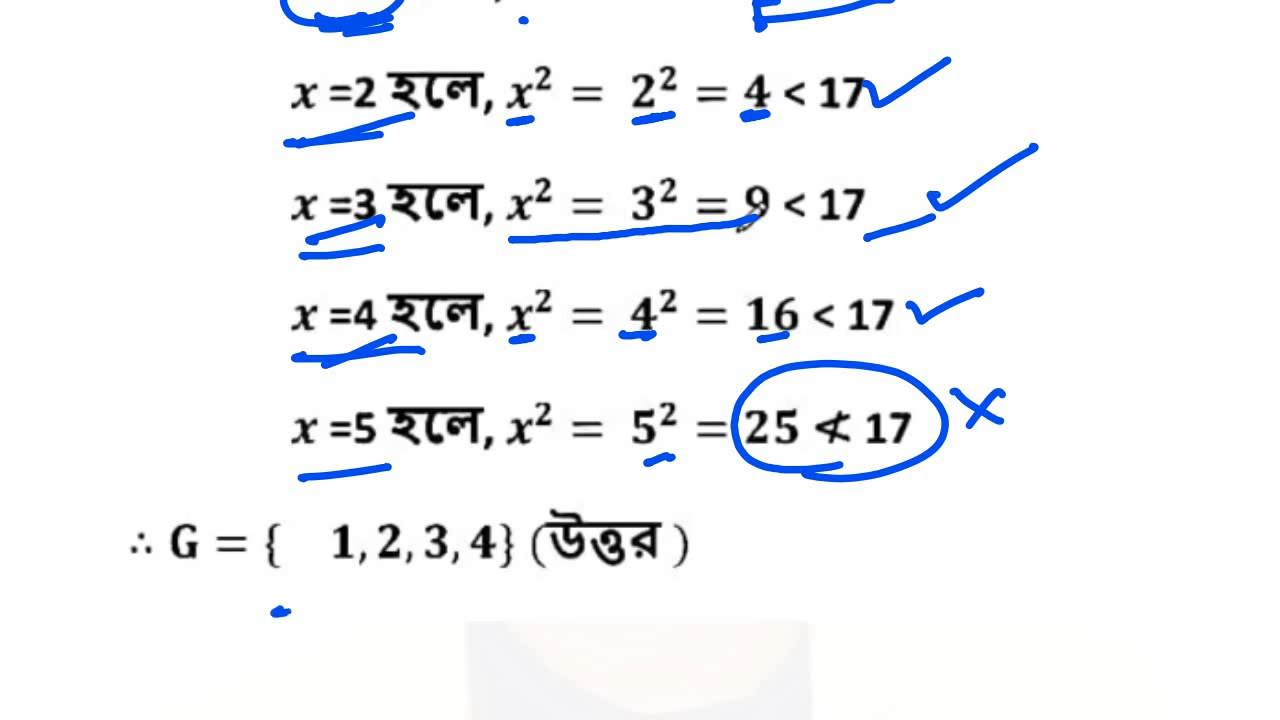 x =2 হলে, x² = 2² = 4 < 17
x =3 হলে, x² = 3² = 9 < 17
x =4 হলে, x² = 4² = 16 < 17
x =5 হলে, x² = 5² = 25 ≮ 17
∴ G = { 1, 2, 3, 4} (উত্তর )